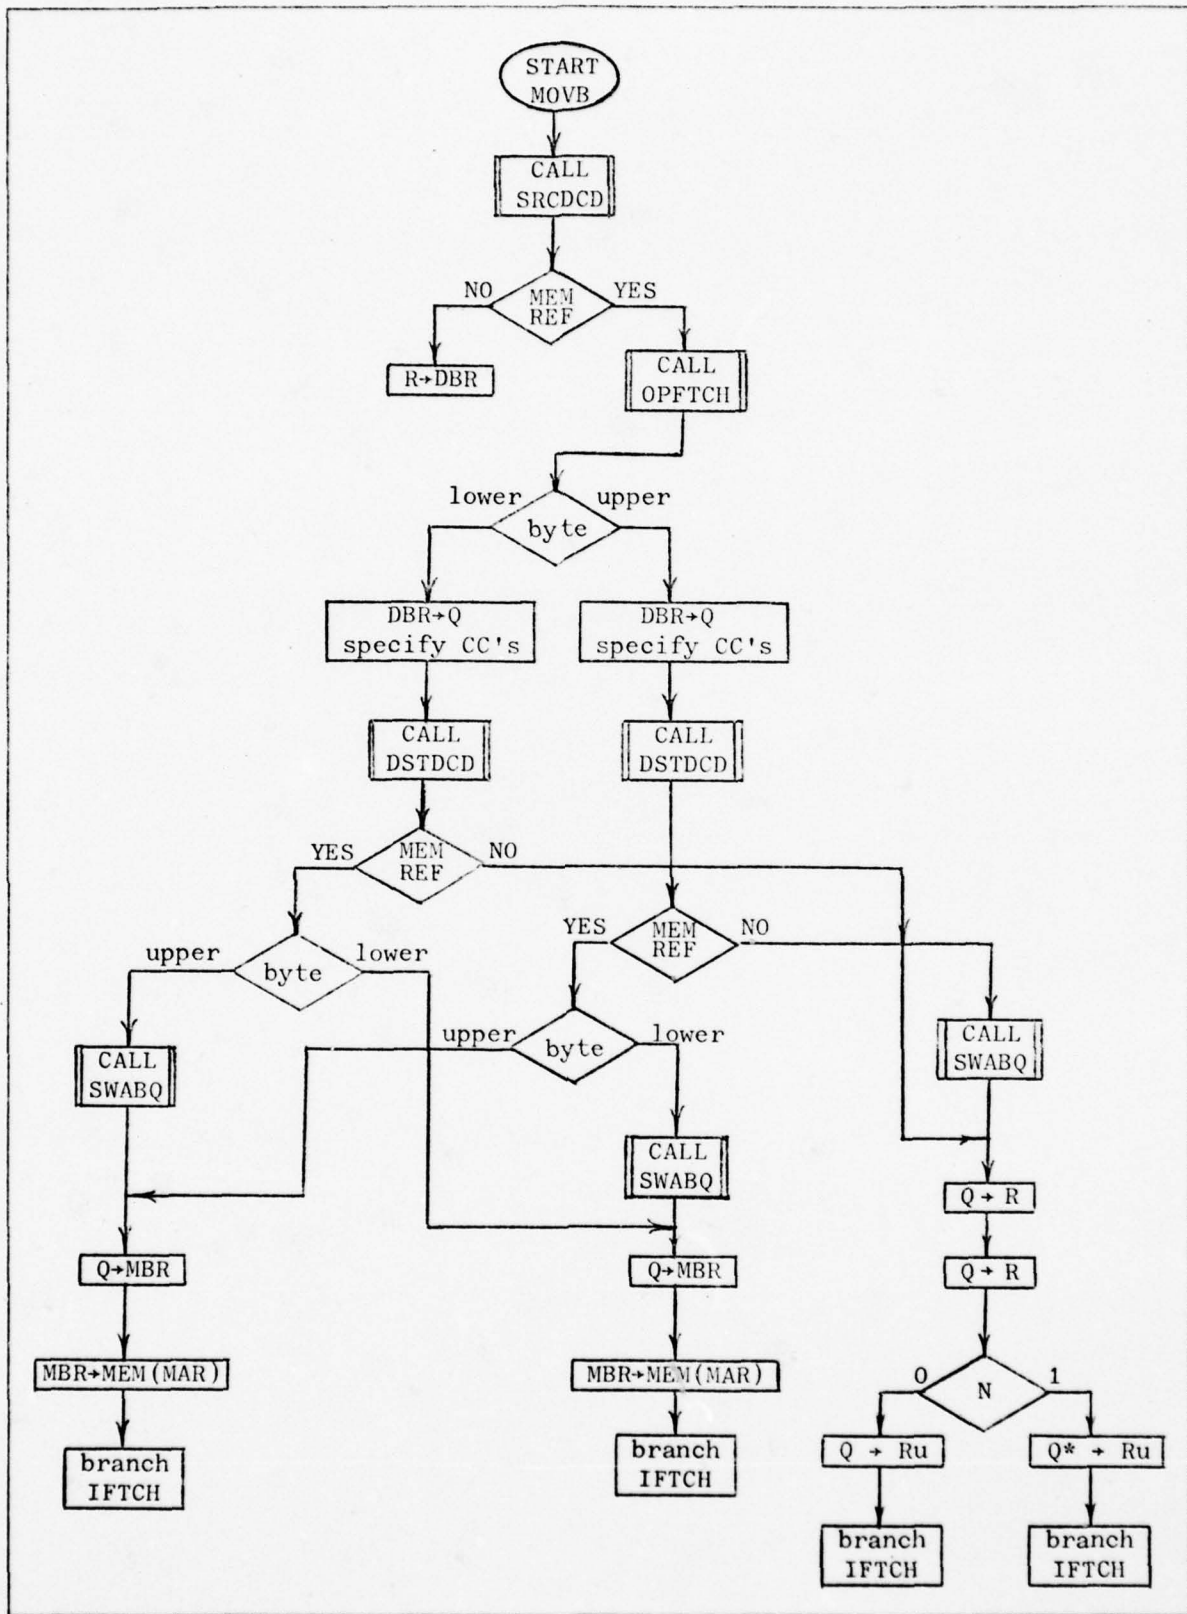 START
MOVB
CALL
SRCDCD
NO
MEM
REF
YES
R→DBR
CALL
OPFTCH
lower
upper
byte
DBR→Q
specify CC's
DBR→Q
specify CC's
CALL
DSTDCD
CALL
DSTDCD
YES
MEM
REF
NO
YES
MEM
REF
NO
upper
byte
lower
upper
byte
lower
CALL
SWABQ
CALL
SWABQ
CALL
SWABQ
Q → R
Q→MBR
Q→MBR
Q → R
MBR→MEM(MAR)
MBR→MEM(MAR)
0
N
1
branch
IFTCH
branch
IFTCH
Q → Ru
Q* → Ru
branch
IFTCH
branch
IFTCH